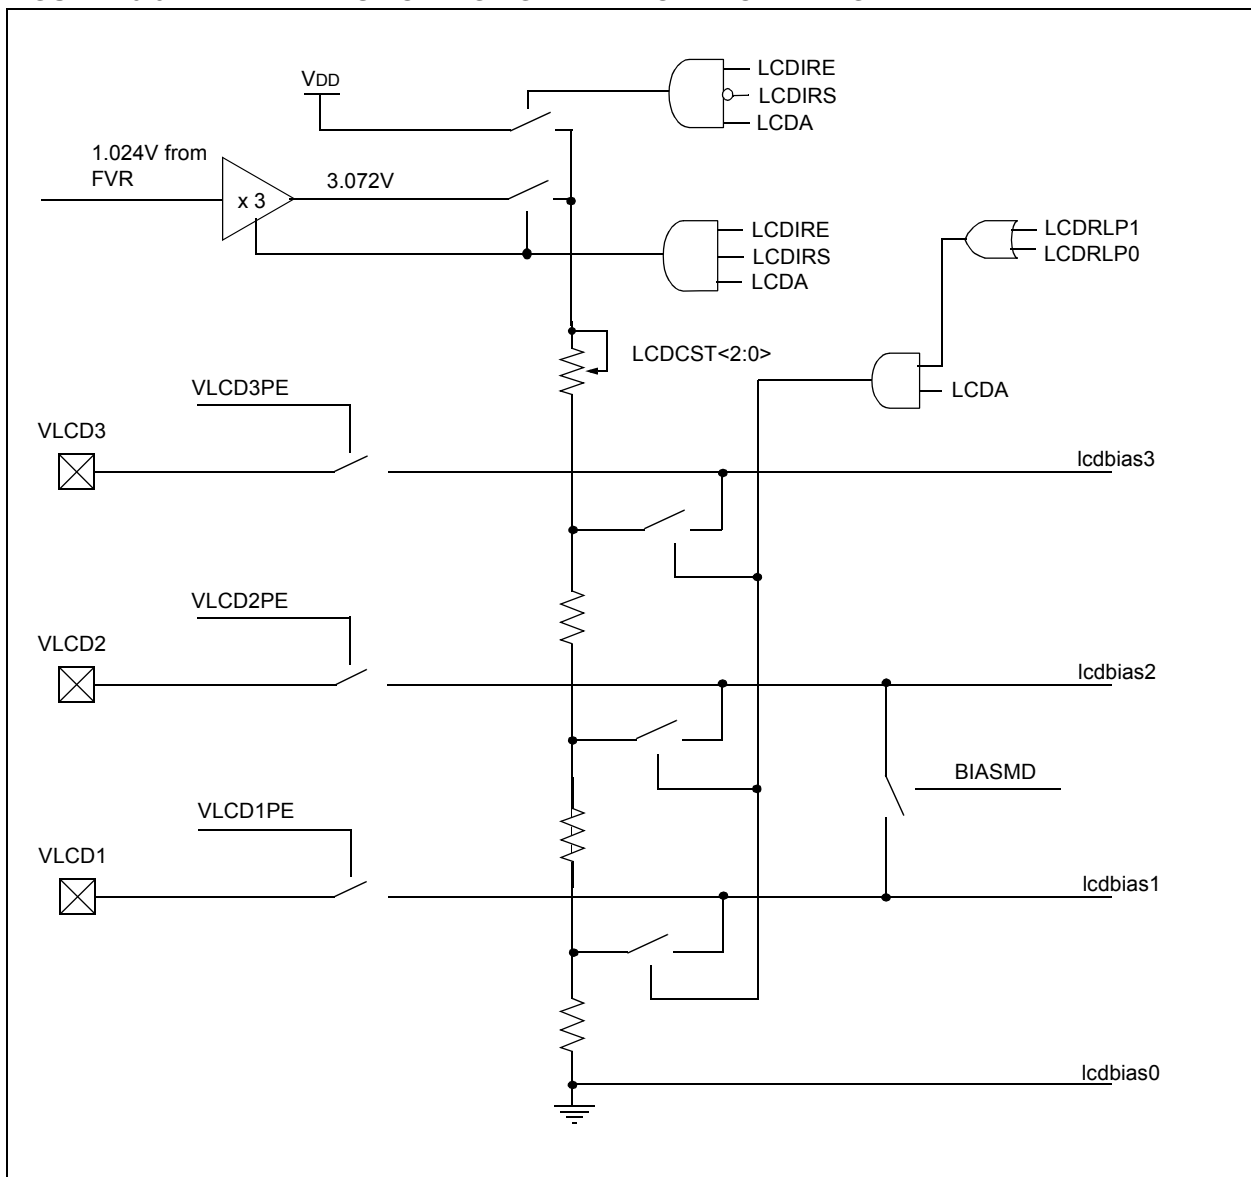 LCDIRE
VDD
LCDIRS
LCDA
1.024V from
FVR
x 3
3.072V
LCDIRE
LCDIRS
LCDA
LCDRLP1
LCDRLP0
LCDCST<2:0>
LCDA
VLCD3PE
VLCD3
lcdbias3
VLCD2PE
VLCD2
lcdbias2
BIASMD
VLCD1PE
VLCD1
lcdbias1
lcdbias0